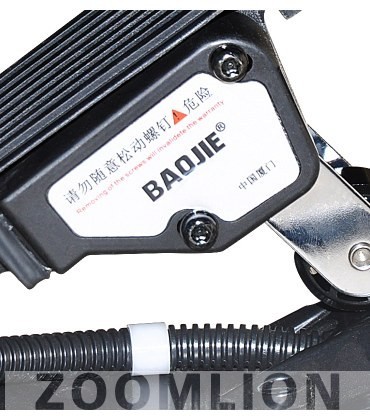 请勿随意松动螺钉⚠危险
Removing of the screws will invalidate the warranty
BAOJIE®
中国厦门
ZOOMLION